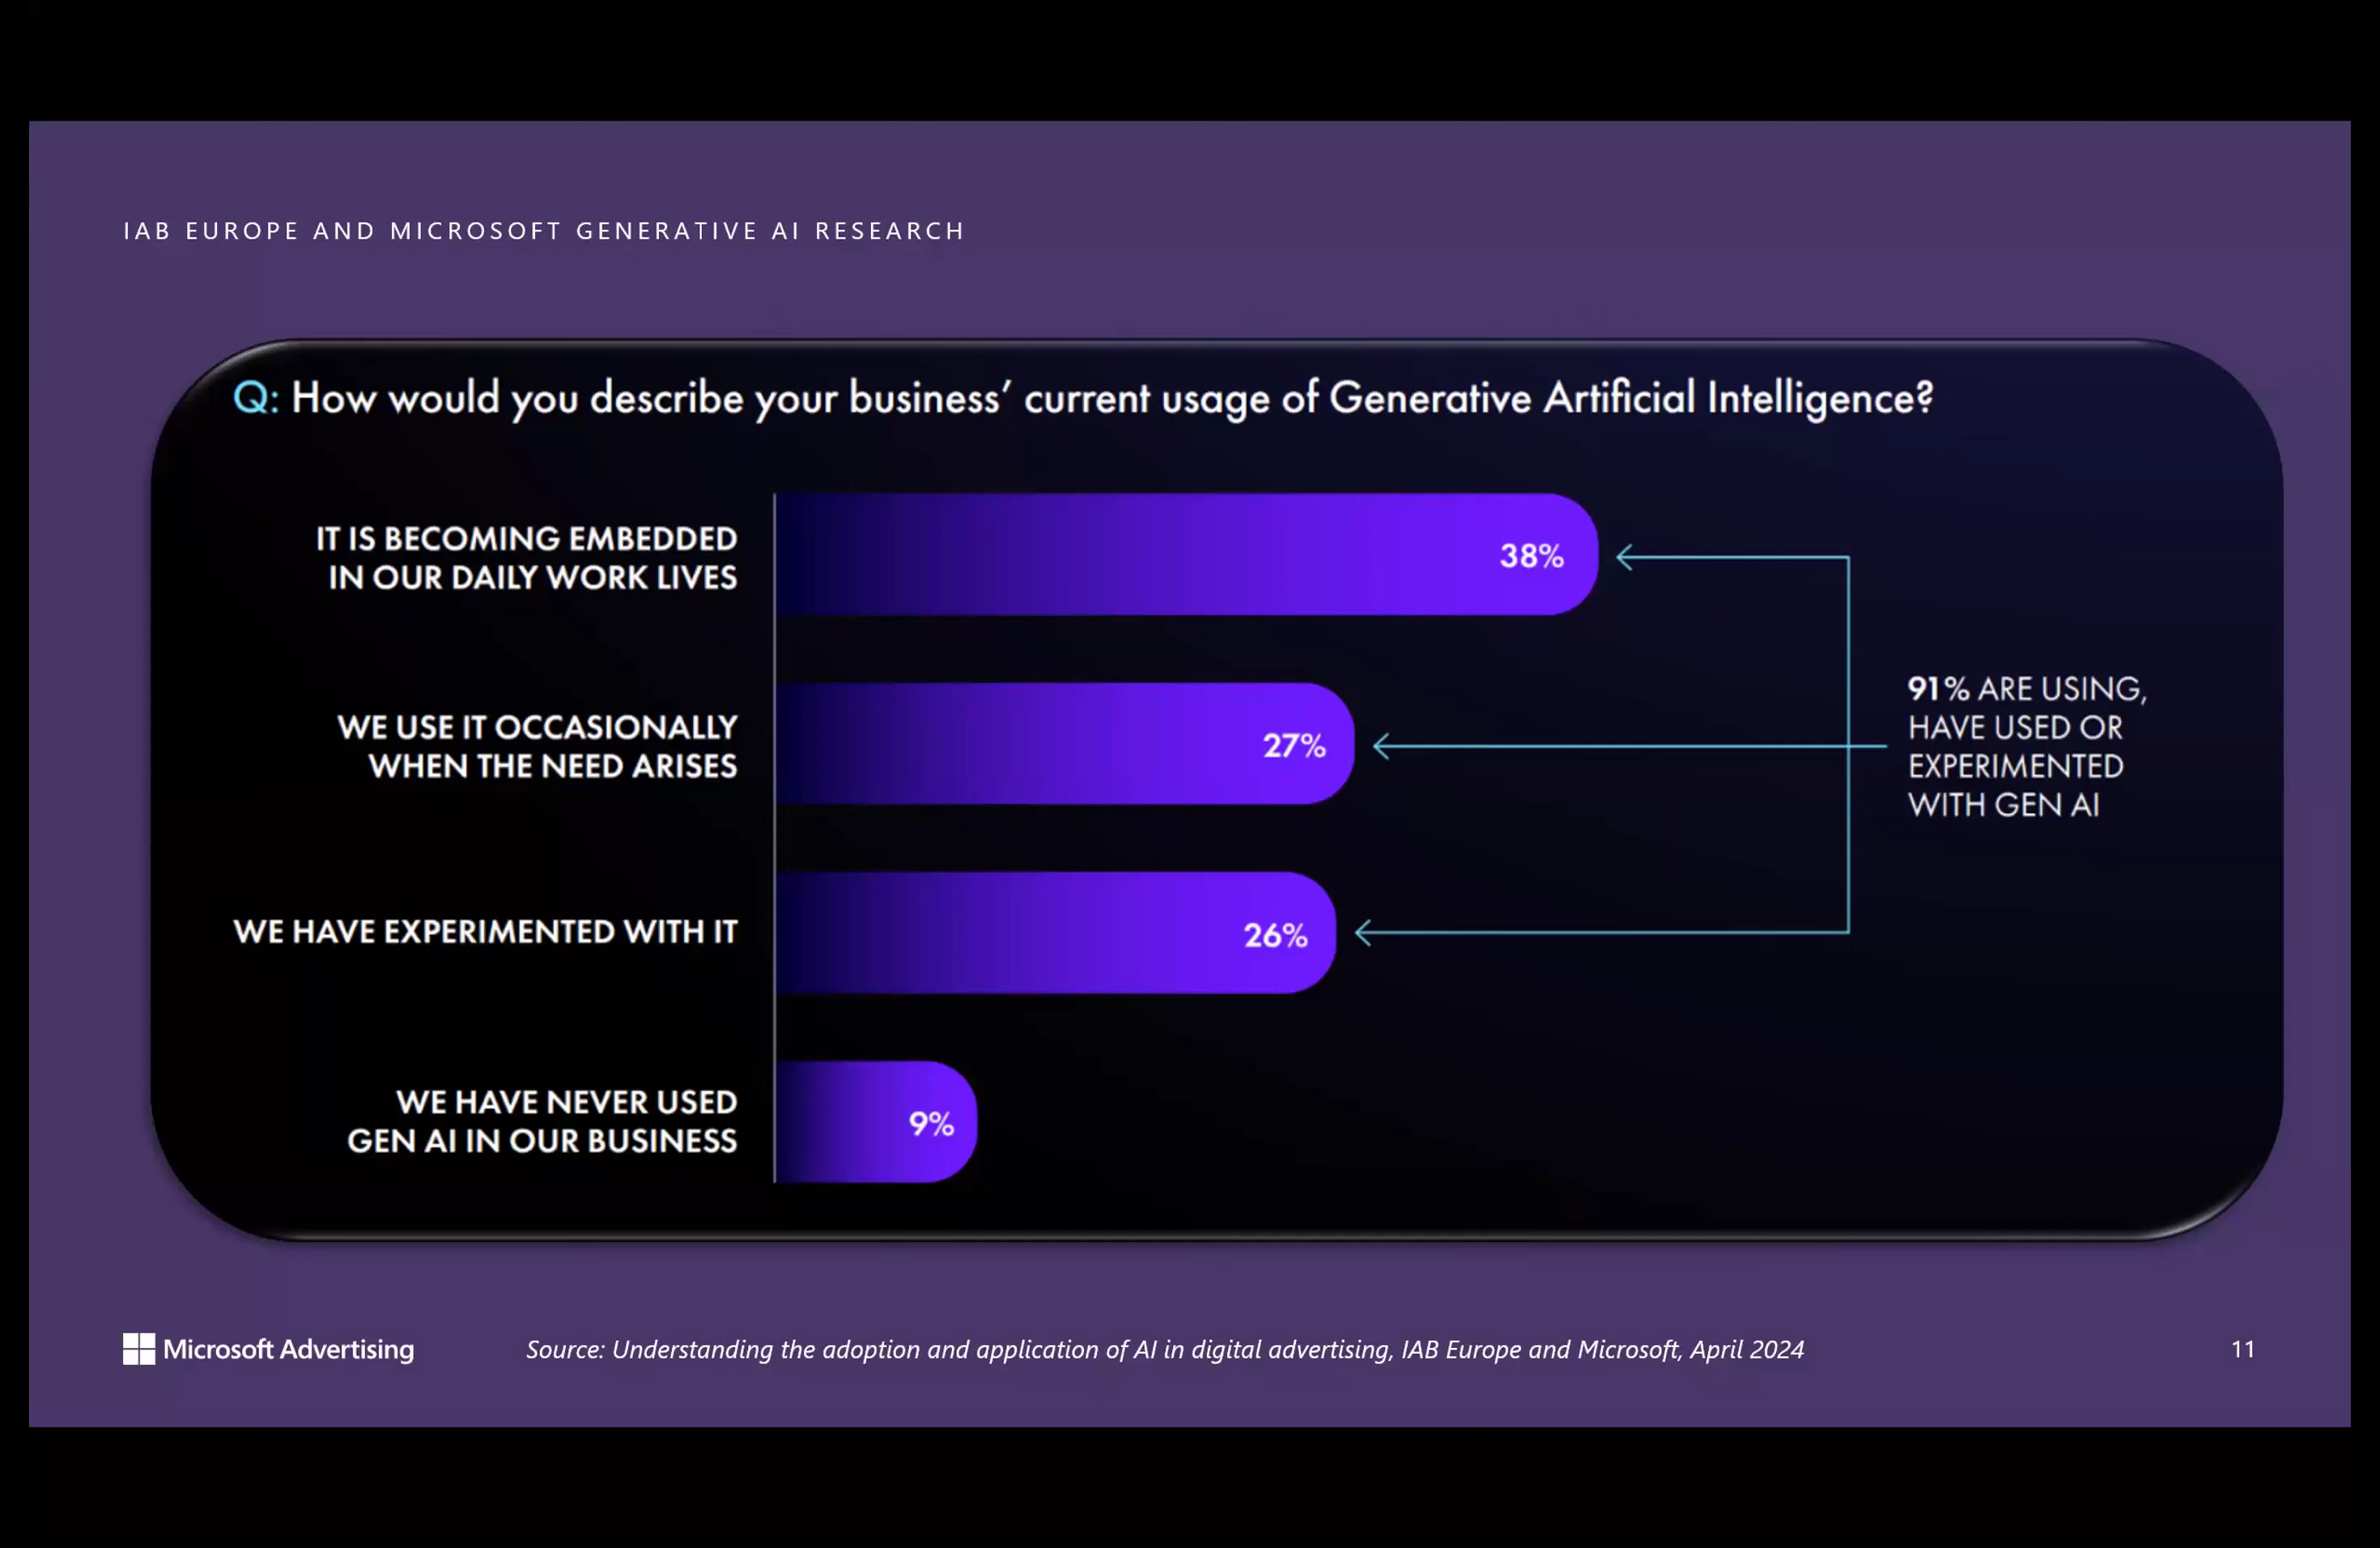 IAB EUROPE AND MICROSOFT GENERATIVE AI RESEARCH
Q: How would you describe your business’ current usage of Generative Artificial Intelligence?
IT IS BECOMING EMBEDDED
IN OUR DAILY WORK LIVES
38%
WE USE IT OCCASIONALLY
WHEN THE NEED ARISES
27%
91% ARE USING,
HAVE USED OR
EXPERIMENTED
WITH GEN AI
WE HAVE EXPERIMENTED WITH IT
26%
WE HAVE NEVER USED
GEN AI IN OUR BUSINESS
9%
Microsoft Advertising
Source: Understanding the adoption and application of AI in digital advertising, IAB Europe and Microsoft, April 2024
11